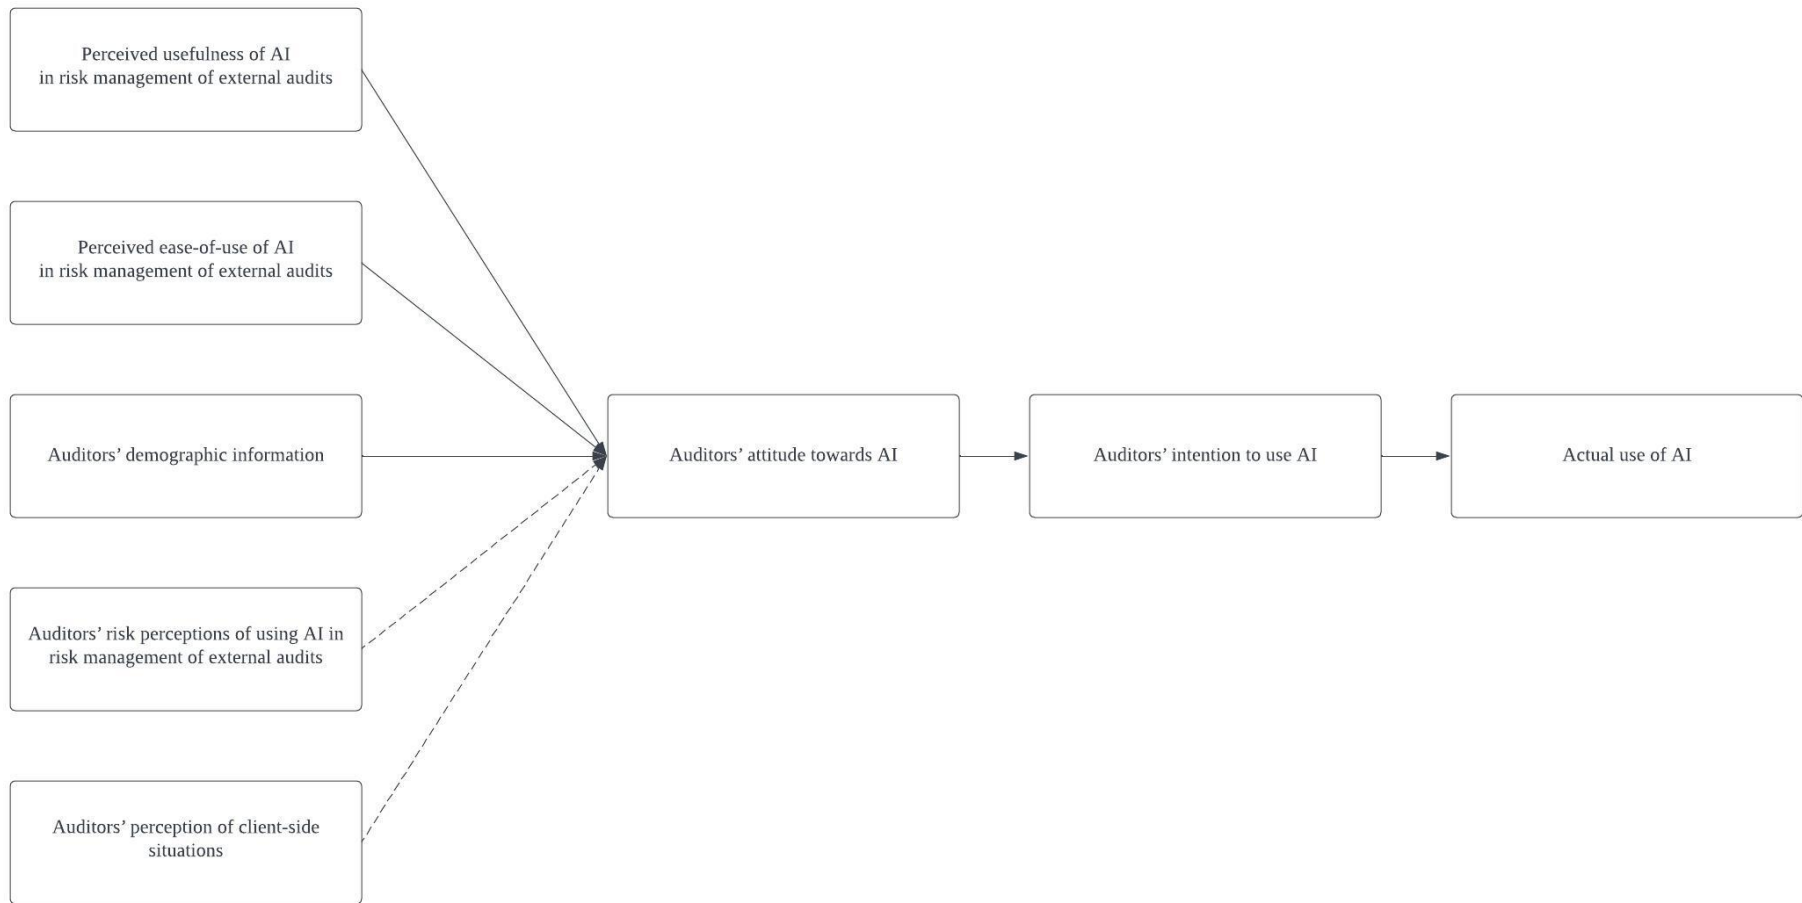 Perceived usefulness of AI
in risk management of external audits
Perceived ease-of-use of AI
in risk management of external audits
Auditors’ demographic information
Auditors’ attitude towards AI
Auditors’ intention to use AI
Actual use of AI
Auditors’ risk perceptions of using AI in
risk management of external audits
Auditors’ perception of client-side
situations